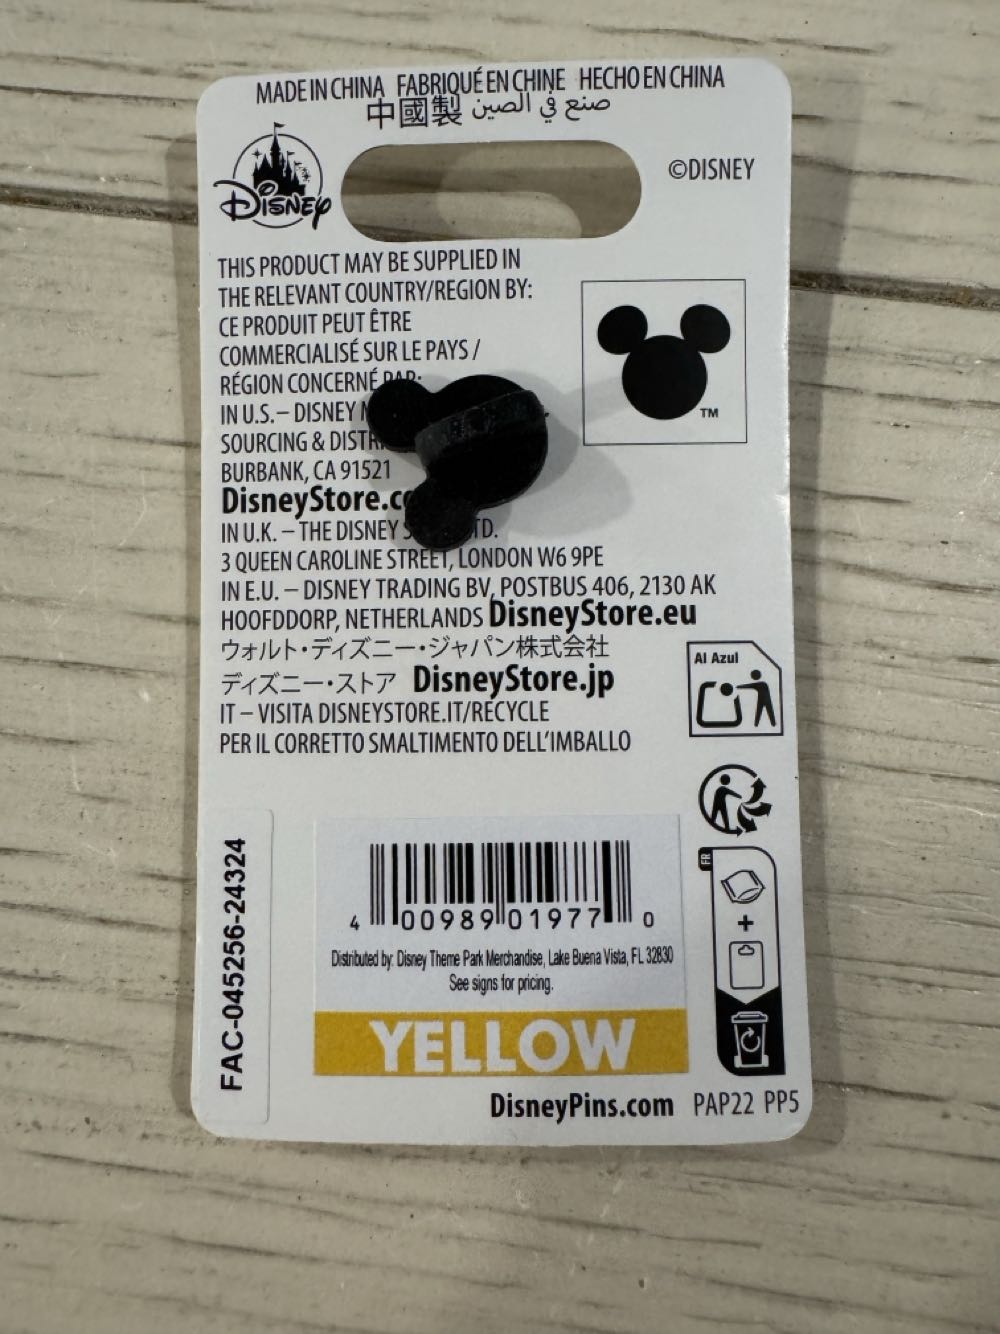 MADE IN CHINA FABRIQUÉ EN CHINE HECHO EN CHINA
中國製 صنع في الصين
DISNEY
©DISNEY
THIS PRODUCT MAY BE SUPPLIED IN
THE RELEVANT COUNTRY/REGION BY:
CE PRODUIT PEUT ÊTRE
COMMERCIALISÉ SUR LE PAYS /
RÉGION CONCERNÉ PAR:
IN U.S. – DISNEY
SOURCING &
BURBANK, CA 91521
IN U.K. – THE DISNEY
3 QUEEN CAROLINE STREET, LONDON W6 9PE
IN E.U. – DISNEY TRADING BV, POSTBUS 406, 2130 AK
HOOFDDORP, NETHERLANDS DisneyStore.eu
ウォルト・ディズニー・ジャパン株式会社
ディズニー・ストア DisneyStore.jp
IT – VISITA DISNEYSTORE.IT/RECYCLE
PER IL CORRETTO SMALTIMENTO DELL'IMBALLO
TM
Al Azul
FR
FAC-045256-24324
4 00989 01977 0
Distributed by: Disney Theme Park Merchandise, Lake Buena Vista, FL 32830
See signs for pricing.
YELLOW
DisneyPins.com PAP22 PP5